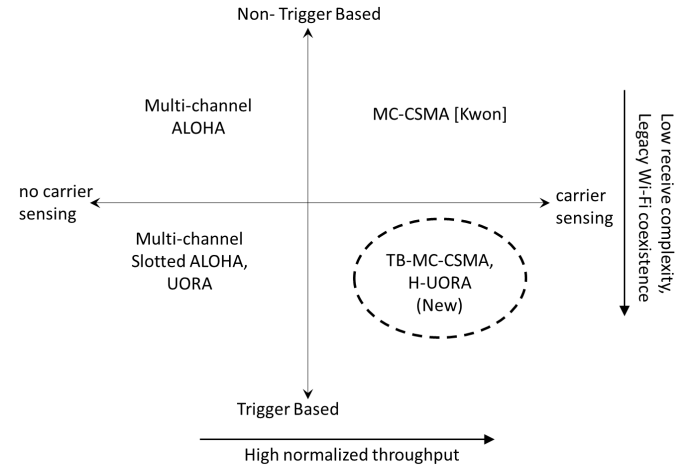 Non- Trigger Based
Multi-channel
ALOHA
MC-CSMA [Kwon]
no carrier
sensing
carrier
sensing
Low receive complexity,
Legacy Wi-Fi coexistence
Multi-channel
Slotted ALOHA,
UORA
TB-MC-CSMA,
H-UORA
(New)
Trigger Based
High normalized throughput